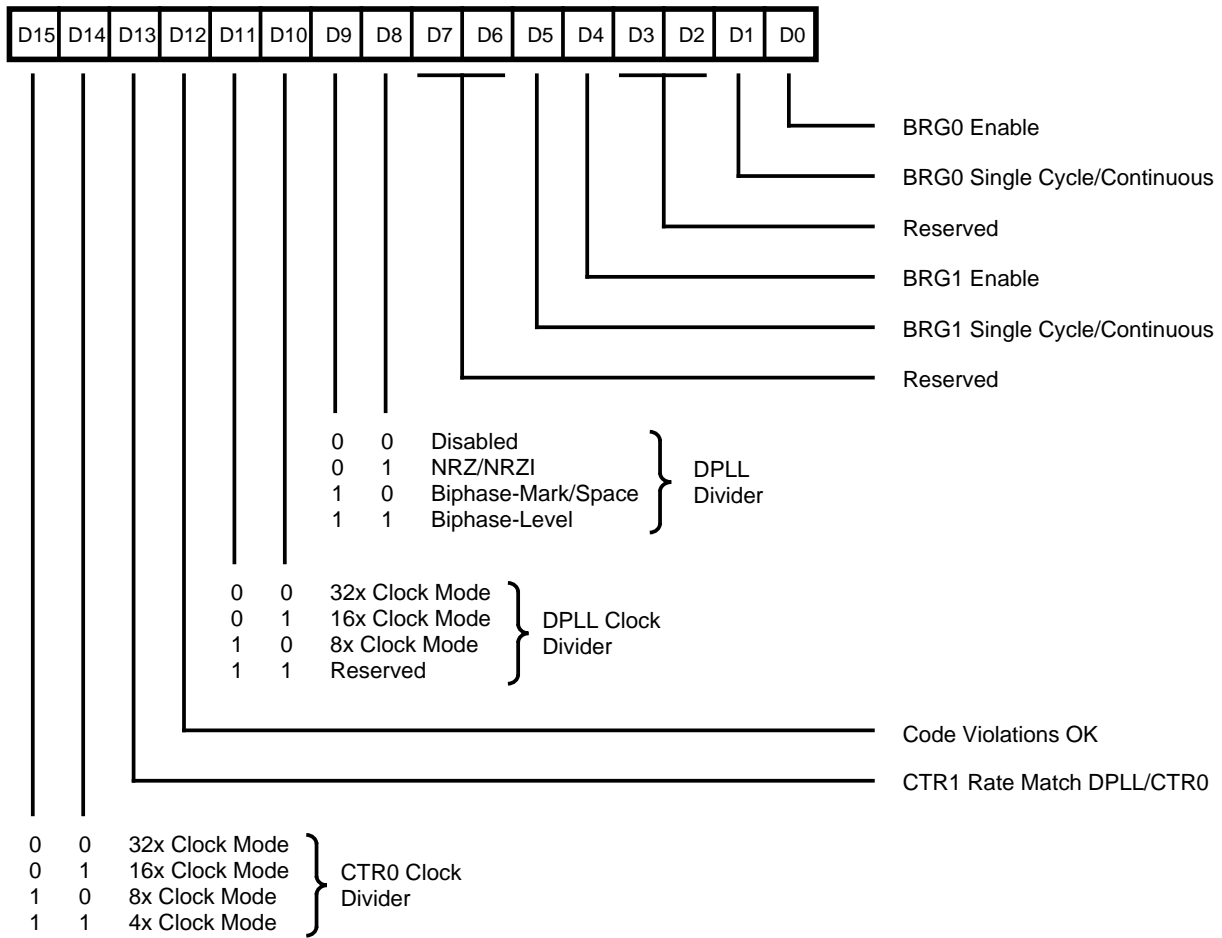 D15 D14 D13 D12 D11 D10 D9 D8 D7 D6 D5 D4 D3 D2 D1 D0
BRG0 Enable
BRG0 Single Cycle/Continuous
Reserved
BRG1 Enable
BRG1 Single Cycle/Continuous
Reserved
0 0 Disabled
0 1 NRZ/NRZI
1 0 Biphase-Mark/Space
1 1 Biphase-Level
DPLL
Divider
0 0 32x Clock Mode
0 1 16x Clock Mode
1 0 8x Clock Mode
1 1 Reserved
DPLL Clock
Divider
Code Violations OK
CTR1 Rate Match DPLL/CTR0
0 0 32x Clock Mode
0 1 16x Clock Mode
1 0 8x Clock Mode
1 1 4x Clock Mode
CTR0 Clock
Divider